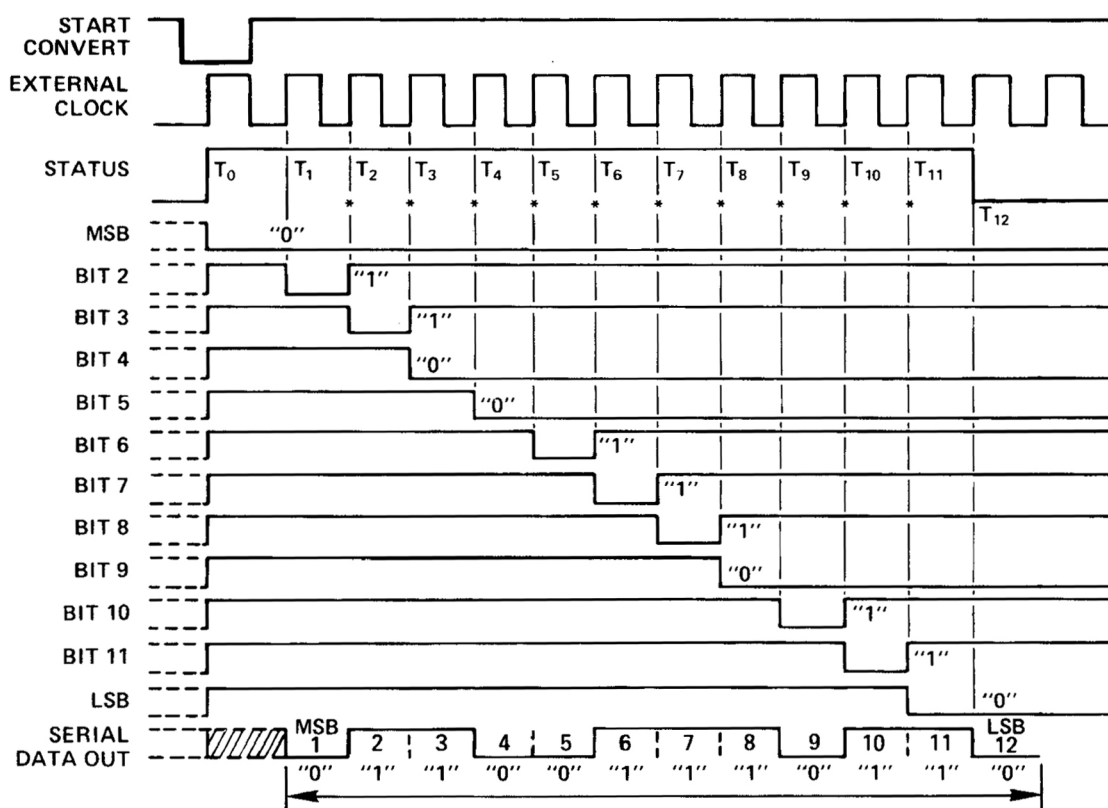 START
CONVERT
EXTERNAL
CLOCK
STATUS T0 T1 T2 T3 T4 T5 T6 T7 T8 T9 T10 T11
* * * * * * * * * *
T12
MSB "0"
BIT 2 "1"
BIT 3 "1"
BIT 4 "0"
BIT 5 "0"
BIT 6 "1"
BIT 7 "1"
BIT 8 "1"
BIT 9 "0"
BIT 10 "1"
BIT 11 "1"
LSB "0"
SERIAL MSB LSB
DATA OUT 1 2 3 4 5 6 7 8 9 10 11 12
"0" "1" "1" "0" "0" "1" "1" "1" "0" "1" "1" "0"